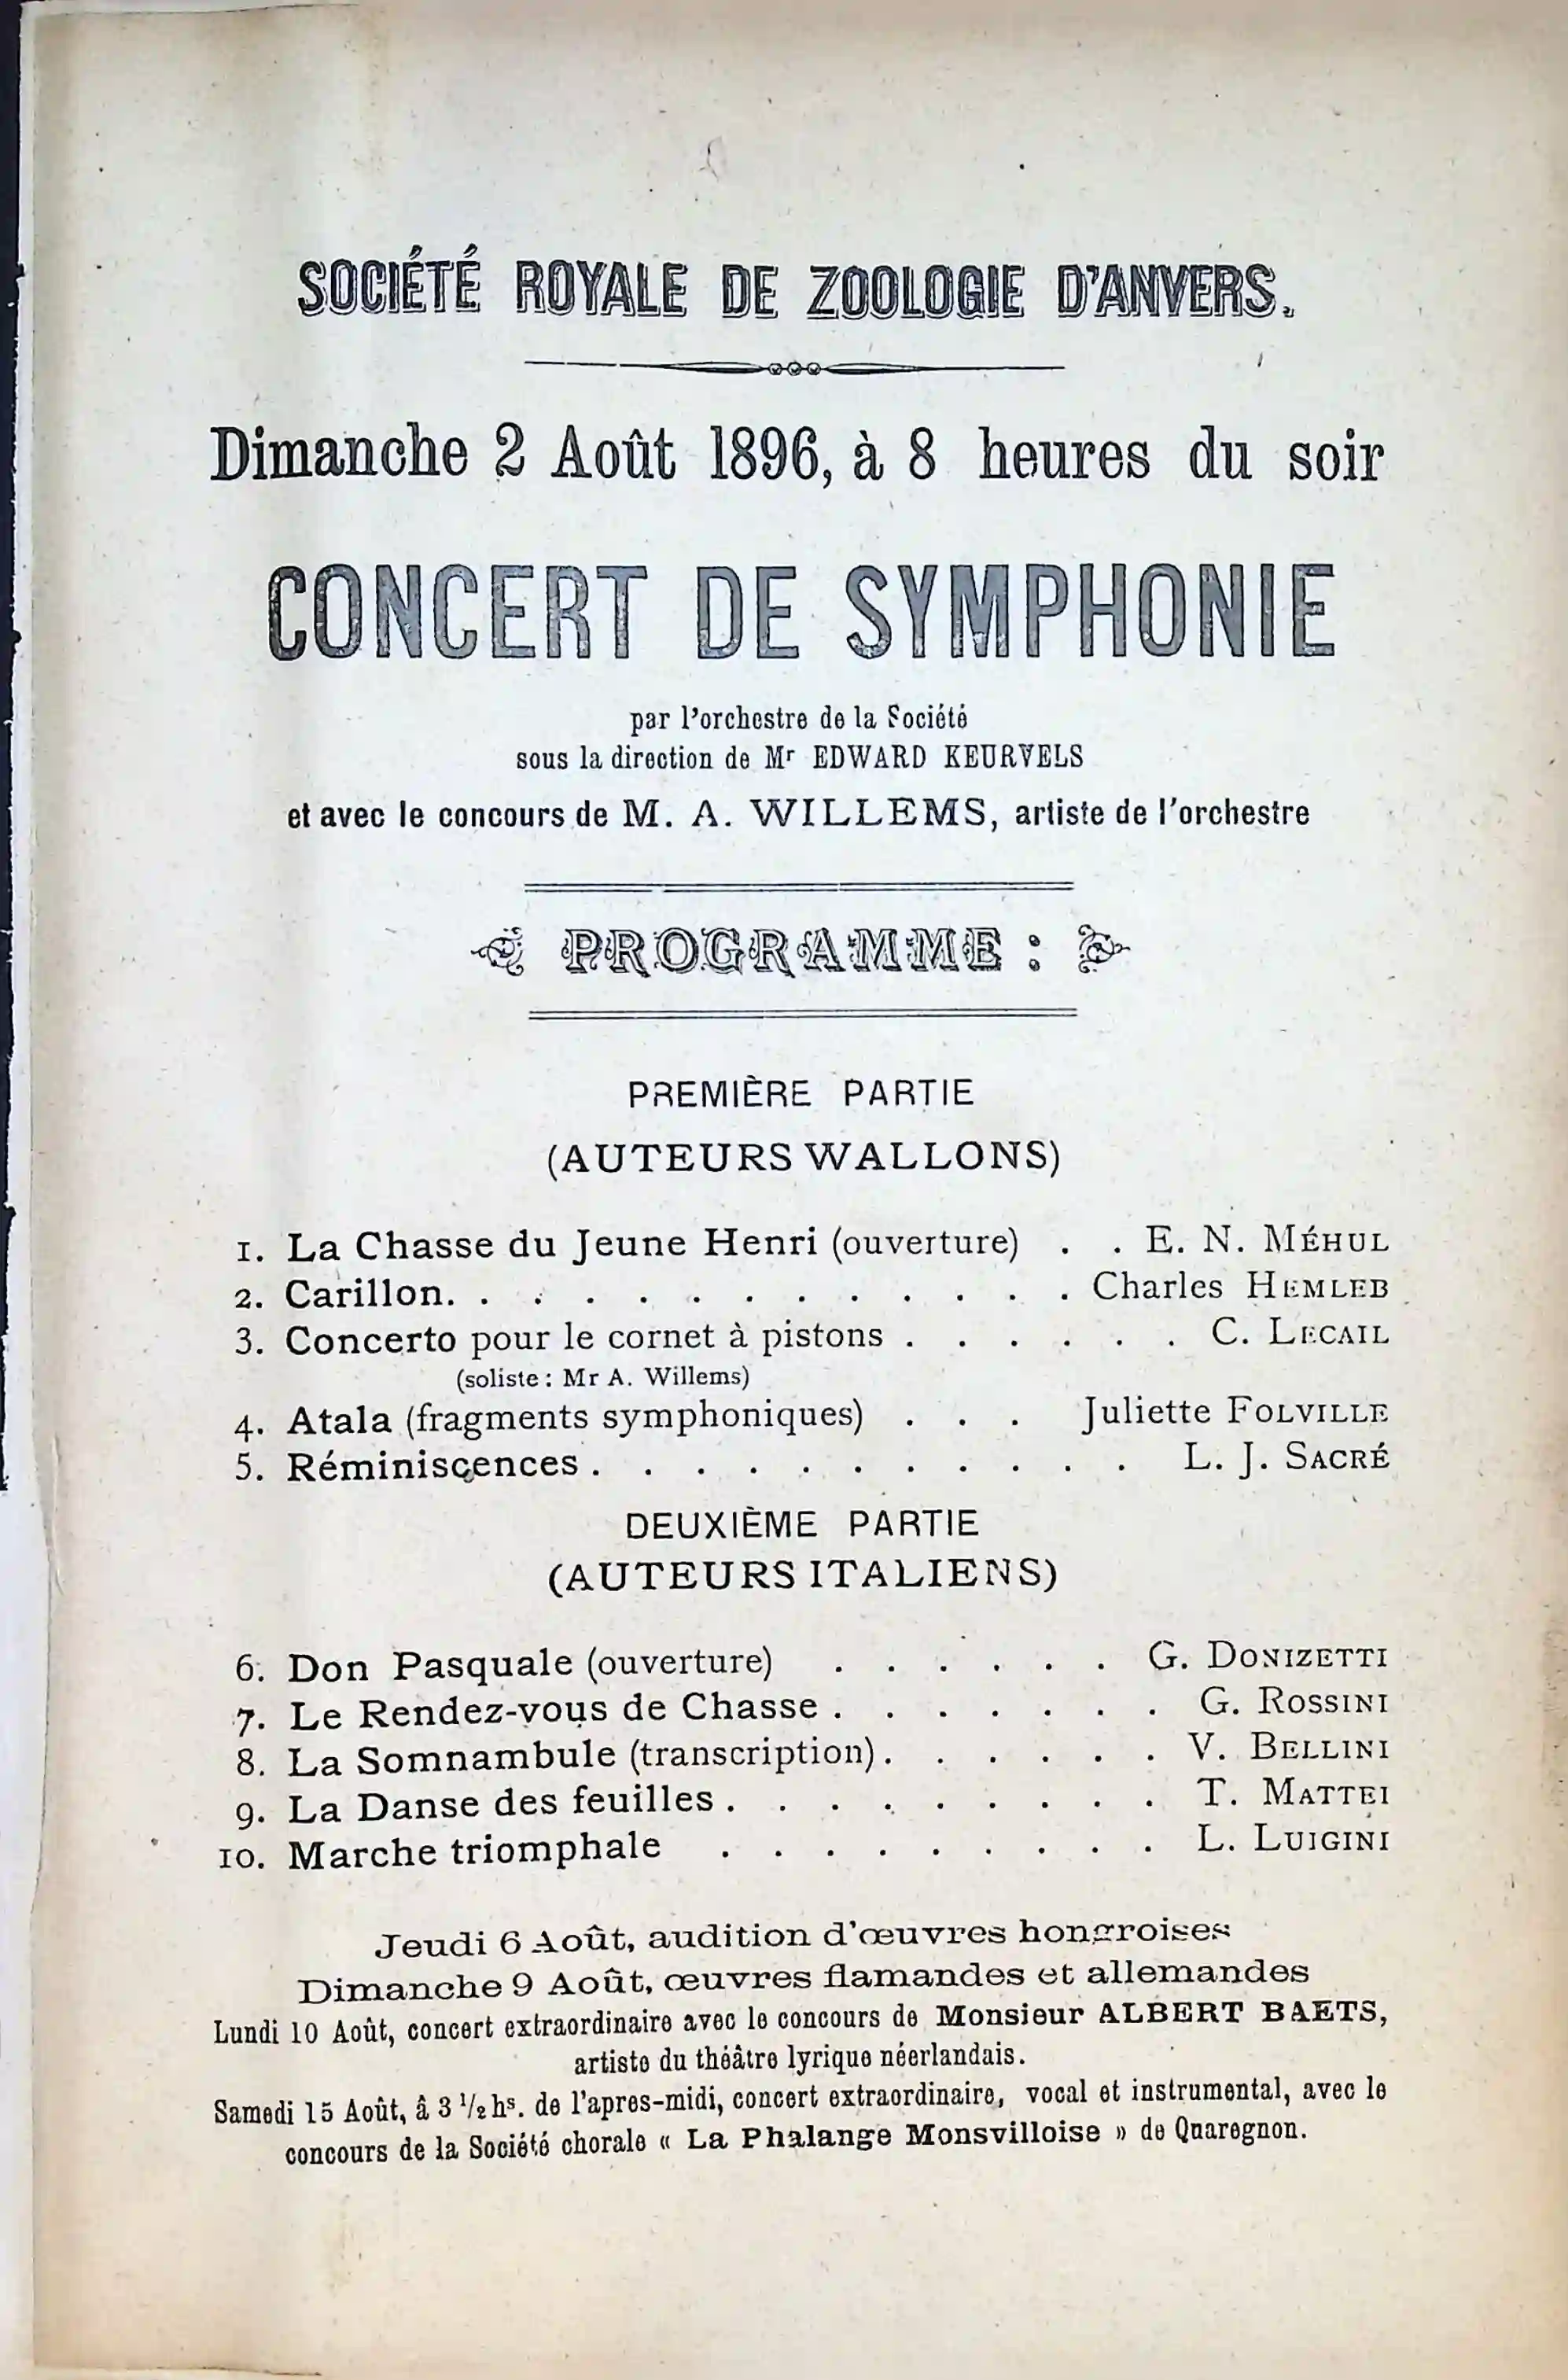 SOCIÉTÉ ROYALE DE ZOOLOGIE D'ANVERS.
Dimanche 2 Août 1896, à 8 heures du soir
CONCERT DE SYMPHONIE
par l'orchestre de la Société
sous la direction de Mr EDWARD KEURVELS
et avec le concours de M. A. WILLEMS, artiste de l'orchestre
PROGRAMME :
PREMIÈRE PARTIE
(AUTEURS WALLONS)
1. La Chasse du Jeune Henri (ouverture) . . E. N. MÉHUL
2. Carillon. . . . . . . . . . . . . Charles HEMLEB
3. Concerto pour le cornet à pistons . . . . . . C. LECAIL
(soliste : Mr A. Willems)
4. Atala (fragments symphoniques) . . . Juliette FOLVILLE
5. Réminisçences . . . . . . . . . . . L. J. SACRÉ
DEUXIÈME PARTIE
(AUTEURS ITALIENS)
6. Don Pasquale (ouverture) . . . . . . G. DONIZETTI
7. Le Rendez-vous de Chasse . . . . . . . G. ROSSINI
8. La Somnambule (transcription) . . . . . . V. BELLINI
9. La Danse des feuilles . . . . . . . . . T. MATTEI
10. Marche triomphale . . . . . . . . . L. LUIGINI
Jeudi 6 Août, audition d'œuvres hongroises
Dimanche 9 Août, œuvres flamandes et allemandes
Lundi 10 Août, concert extraordinaire avec le concours de Monsieur ALBERT BAETS,
artiste du théâtre lyrique néerlandais.
Samedi 15 Août, â 3 1/2 hs. de l'apres-midi, concert extraordinaire, vocal et instrumental, avec le
concours de la Société chorale « La Phalange Monsvilloise » de Quaregnon.